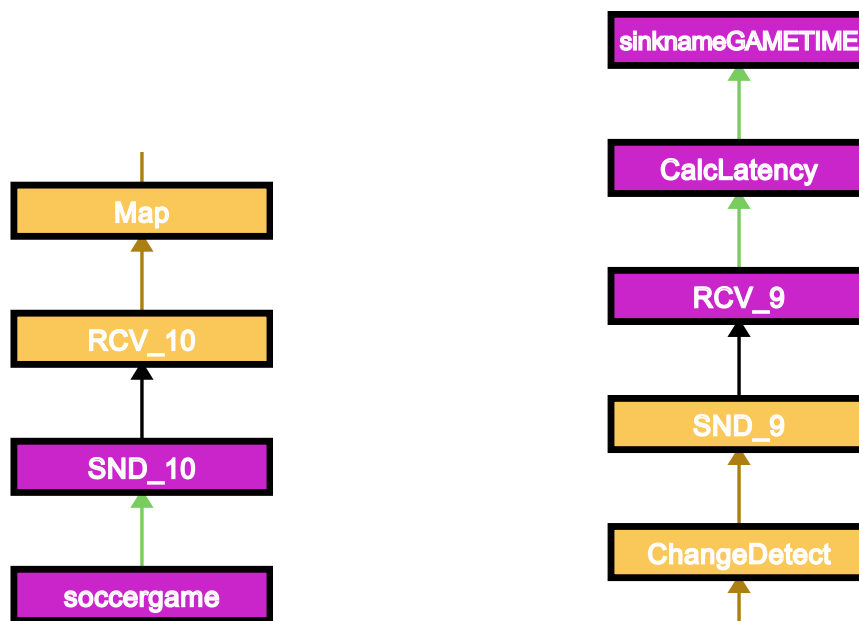 Map
RCV_10
SND_10
soccergame
sinknameGAMETIME
CalcLatency
RCV_9
SND_9
ChangeDetect